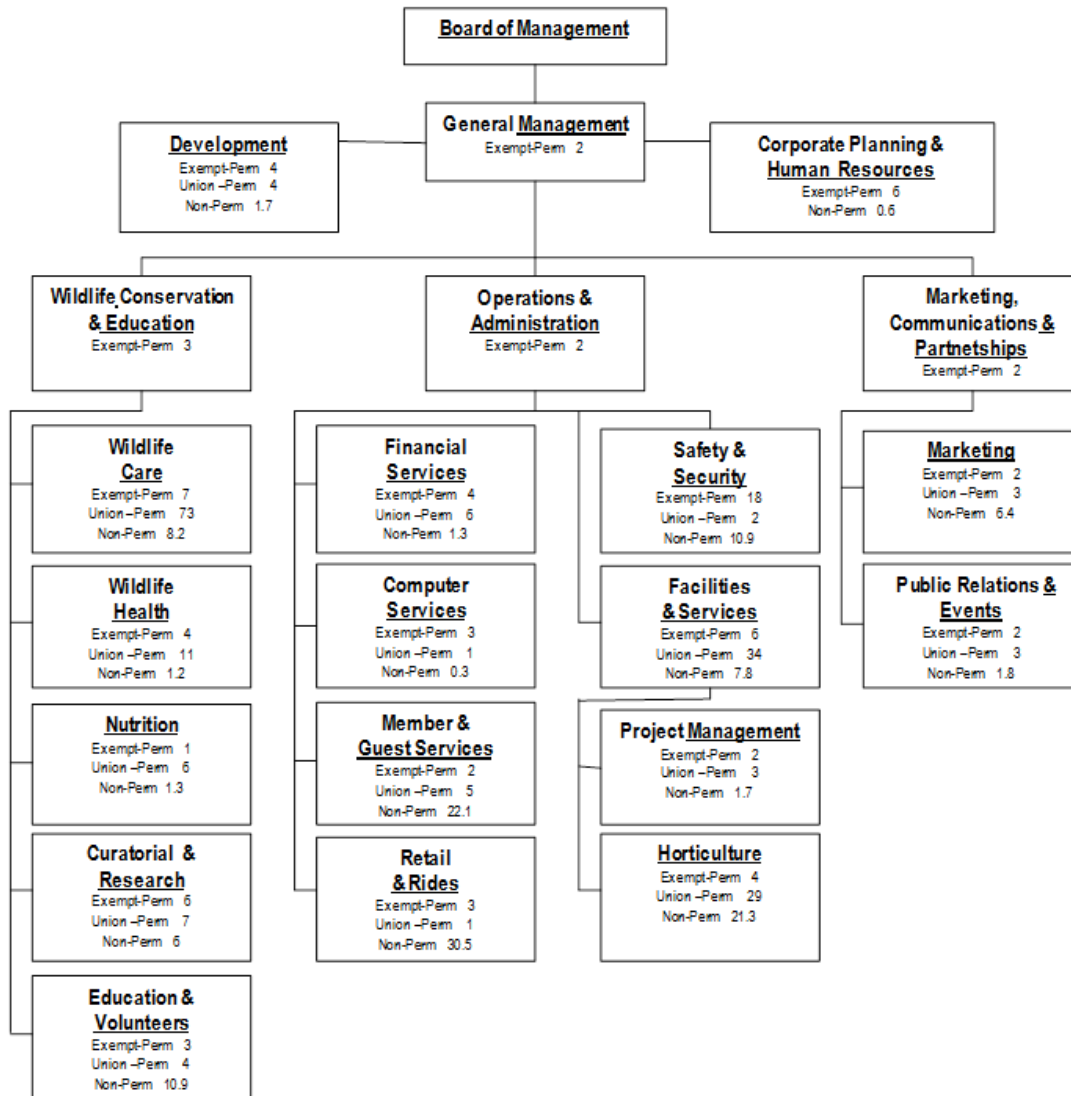 Board of Management
General Management
Exempt-Perm 2
Development
Exempt-Perm 4
Union –Perm 4
Non-Perm 1.7
Corporate Planning &
Human Resources
Exempt-Perm 6
Non-Perm 0.6
Wildlife Conservation
& Education
Exempt-Perm 3
Operations &
Administration
Exempt-Perm 2
Marketing,
Communications &
Partnetships
Exempt-Perm 2
Wildlife
Care
Exempt-Perm 7
Union –Perm 73
Non-Perm 8.2
Financial
Services
Exempt-Perm 4
Union –Perm 6
Non-Perm 1.3
Safety &
Security
Exempt-Perm 18
Union –Perm 2
Non-Perm 10.9
Marketing
Exempt-Perm 2
Union –Perm 3
Non-Perm 6.4
Wildlife
Health
Exempt-Perm 4
Union –Perm 11
Non-Perm 1.2
Computer
Services
Exempt-Perm 3
Union –Perm 1
Non-Perm 0.3
Facilities
& Services
Exempt-Perm 6
Union –Perm 34
Non-Perm 7.8
Public Relations &
Events
Exempt-Perm 2
Union –Perm 3
Non-Perm 1.8
Nutrition
Exempt-Perm 1
Union –Perm 6
Non-Perm 1.3
Member &
Guest Services
Exempt-Perm 2
Union –Perm 5
Non-Perm 22.1
Project Management
Exempt-Perm 2
Union –Perm 3
Non-Perm 1.7
Curatorial &
Research
Exempt-Perm 6
Union –Perm 7
Non-Perm 6
Retail
& Rides
Exempt-Perm 3
Union –Perm 1
Non-Perm 30.5
Horticulture
Exempt-Perm 4
Union –Perm 29
Non-Perm 21.3
Education &
Volunteers
Exempt-Perm 3
Union –Perm 4
Non-Perm 10.9